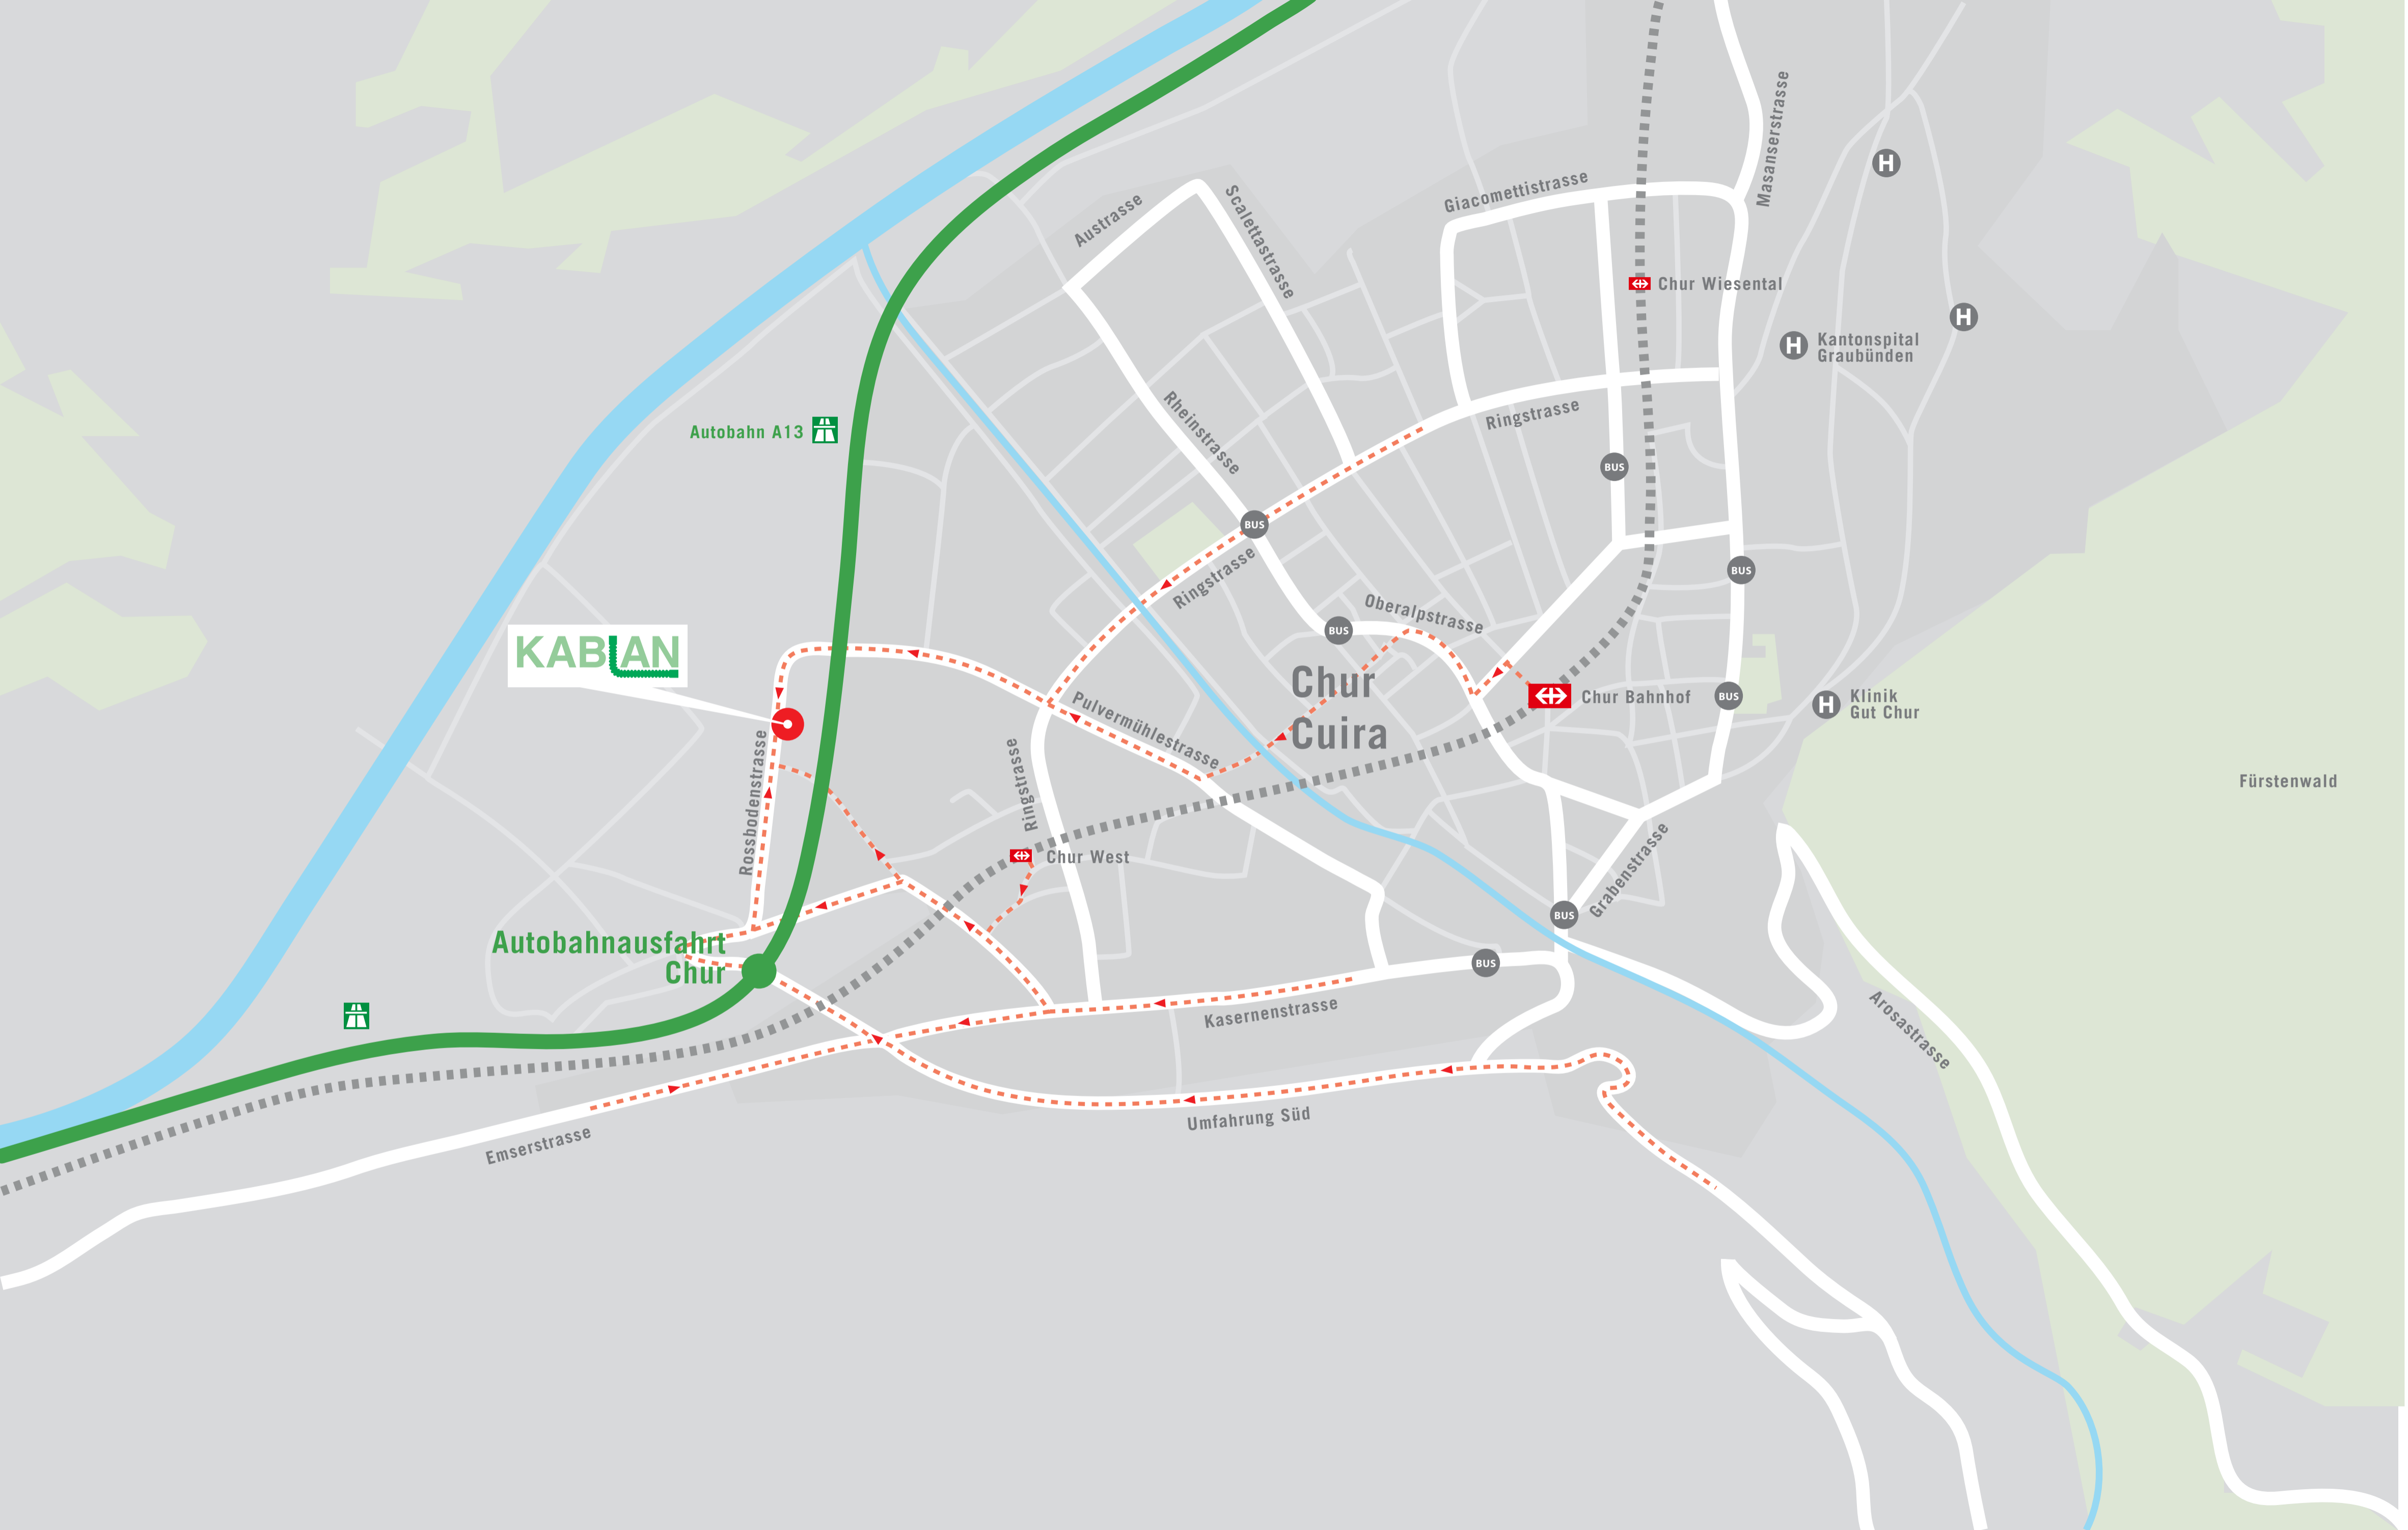 Masanserstrasse
H
Giacomettistrasse
Austrasse
Scalettastrasse
Chur Wiesental
H
H
Kantonspital
Graubünden
Autobahn A13
Rheinstrasse
Ringstrasse
BUS
BUS
Ringstrasse
BUS
Oberalpstrasse
BUS
KABLAN
Chur
Cuira
Chur Bahnhof
BUS
H
Klinik
Gut Chur
Pulvermühlestrasse
Rossbodenstrasse
Ringstrasse
Fürstenwald
Chur West
Grabenstrasse
BUS
Autobahnausfahrt
Chur
BUS
Kasernenstrasse
Arosastrasse
Umfahrung Süd
Emserstrasse